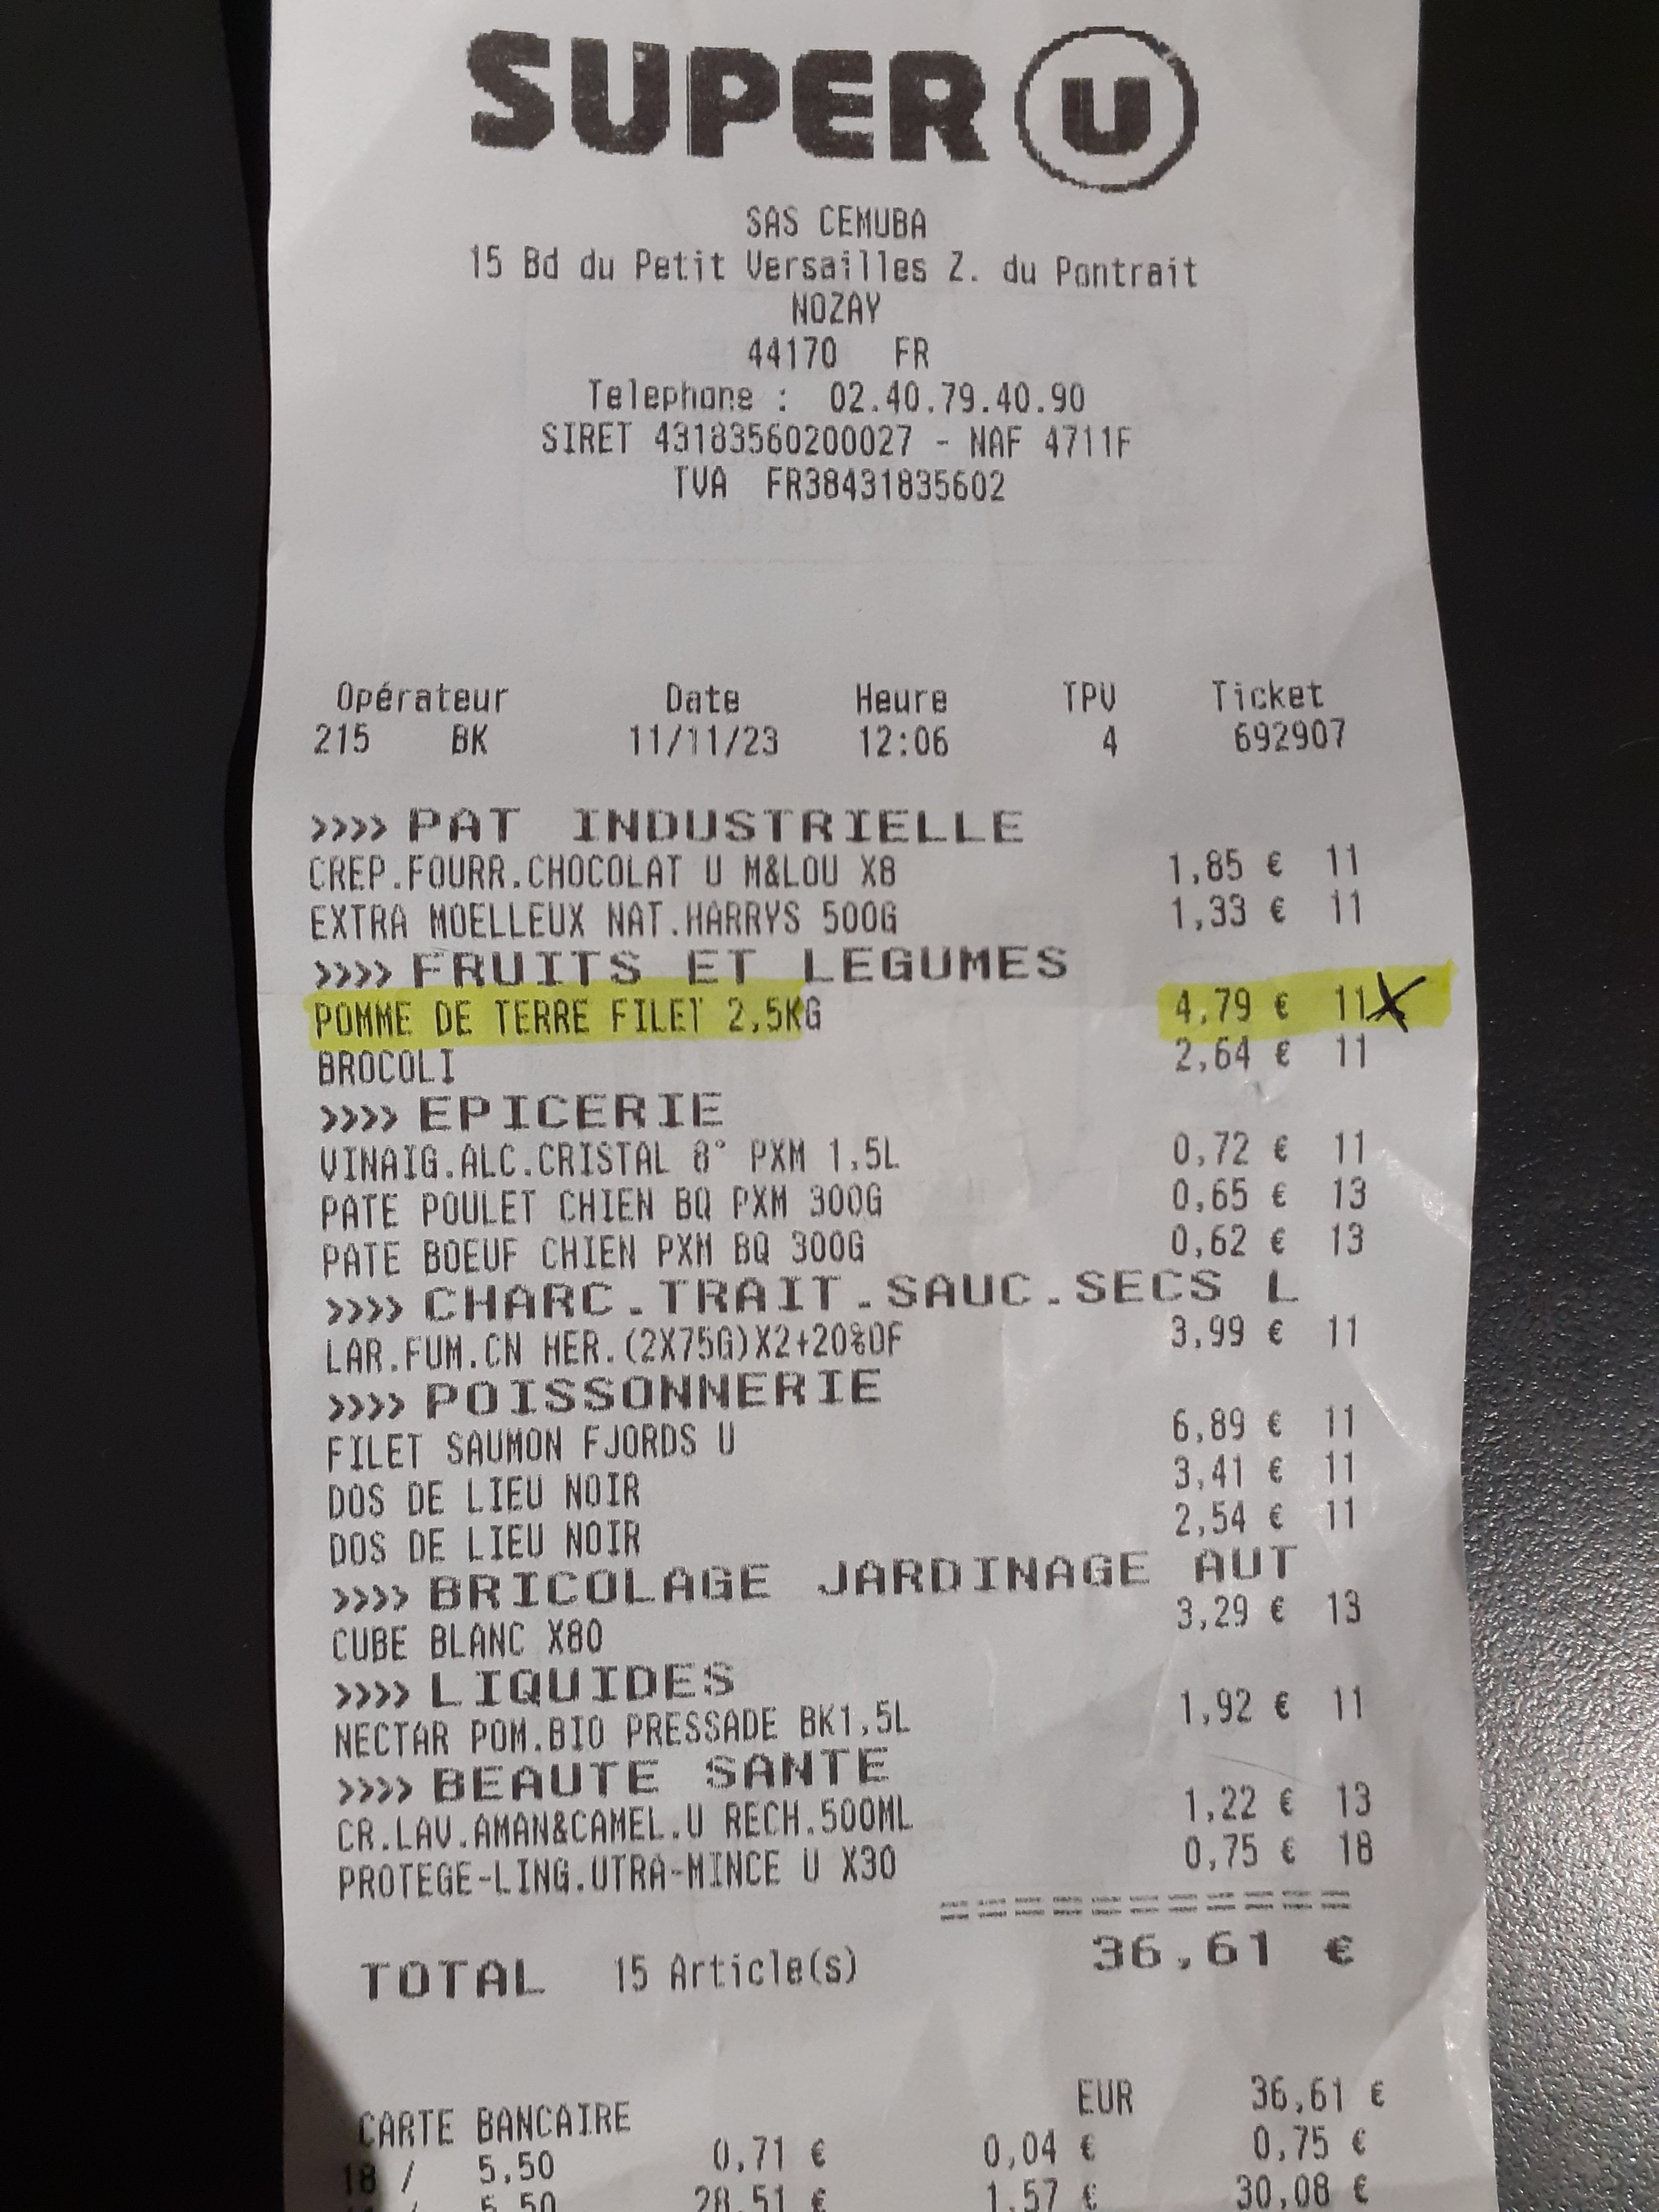 SUPER U
SAS CEMUBA
15 Bd du Petit Versailles Z. du Pontrait
NOZAY
44170 FR
Telephone : 02.40.79.40.90
SIRET 43183560200027 - NAF 4711F
TVA FR38431835602
Opérateur Date Heure TPV Ticket
215 BK 11/11/23 12:06 4 692907
>>>> PAT INDUSTRIELLE
CREP.FOURR.CHOCOLAT U M&LOU X8 1,85 € 11
EXTRA MOELLEUX NAT.HARRYS 500G 1,33 € 11
>>>> FRUITS ET LEGUMES
POMME DE TERRE FILET 2,5KG 4,79 € 11 X
BROCOLI 2,64 € 11
>>>> EPICERIE
VINAIG.ALC.CRISTAL 8° PXM 1,5L 0,72 € 11
PATE POULET CHIEN BQ PXM 300G 0,65 € 13
PATE BOEUF CHIEN PXM BQ 300G 0,62 € 13
>>>> CHARC.TRAIT.SAUC.SECS L
LAR.FUM.CN HER.(2X75G)X2+20%OF 3,99 € 11
>>>> POISSONNERIE
FILET SAUMON FJORDS U 6,89 € 11
DOS DE LIEU NOIR 3,41 € 11
DOS DE LIEU NOIR 2,54 € 11
>>>> BRICOLAGE JARDINAGE AUT
CUBE BLANC X80 3,29 € 13
>>>> LIQUIDES
NECTAR POM.BIO PRESSADE BK1,5L 1,92 € 11
>>>> BEAUTE SANTE
CR.LAV.AMAN&CAMEL.U RECH.500ML 1,22 € 13
PROTEGE-LING.UTRA-MINCE U X30 0,75 € 18
TOTAL 15 Article(s) 36,61 €
CARTE BANCAIRE EUR 36,61 €
18 / 5,50 0,71 € 0,04 € 0,75 €
/ 5,50 28,51 € 1,57 € 30,08 €